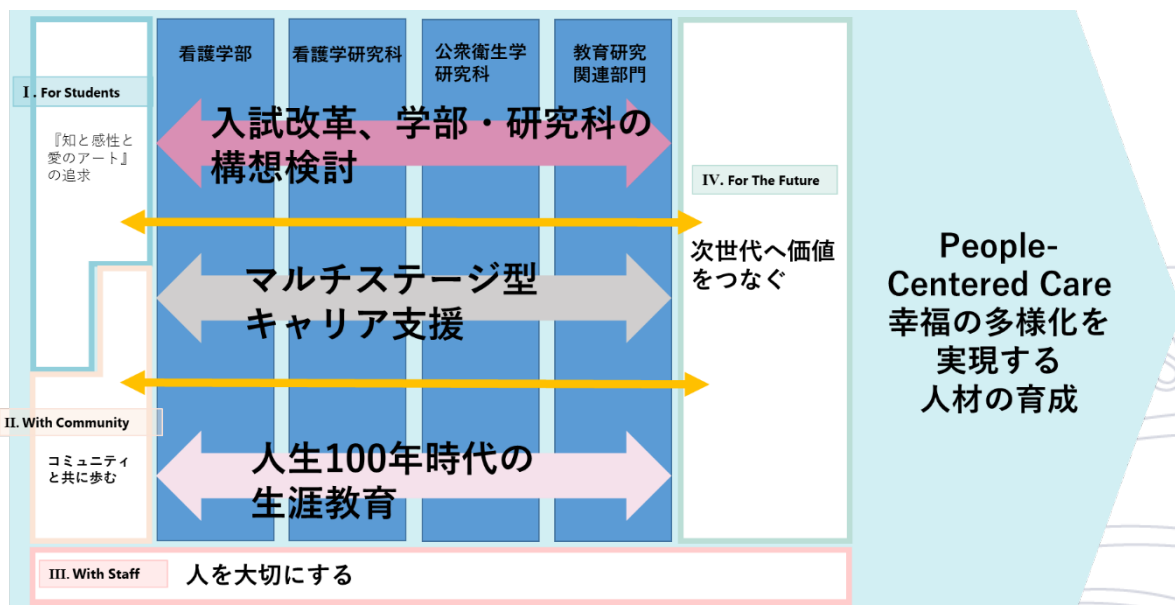 看護学部
看護学研究科
公衆衛生学
研究科
教育研究
関連部門
I. For Students
『知と感性と
愛のアート』
の追求
入試改革、学部・研究科の
構想検討
IV. For The Future
次世代へ価値
をつなぐ
マルチステージ型
キャリア支援
II. With Community
コミュニティ
と共に歩む
人生100年時代の
生涯教育
III. With Staff
人を大切にする
People-
Centered Care
幸福の多様化を
実現する
人材の育成